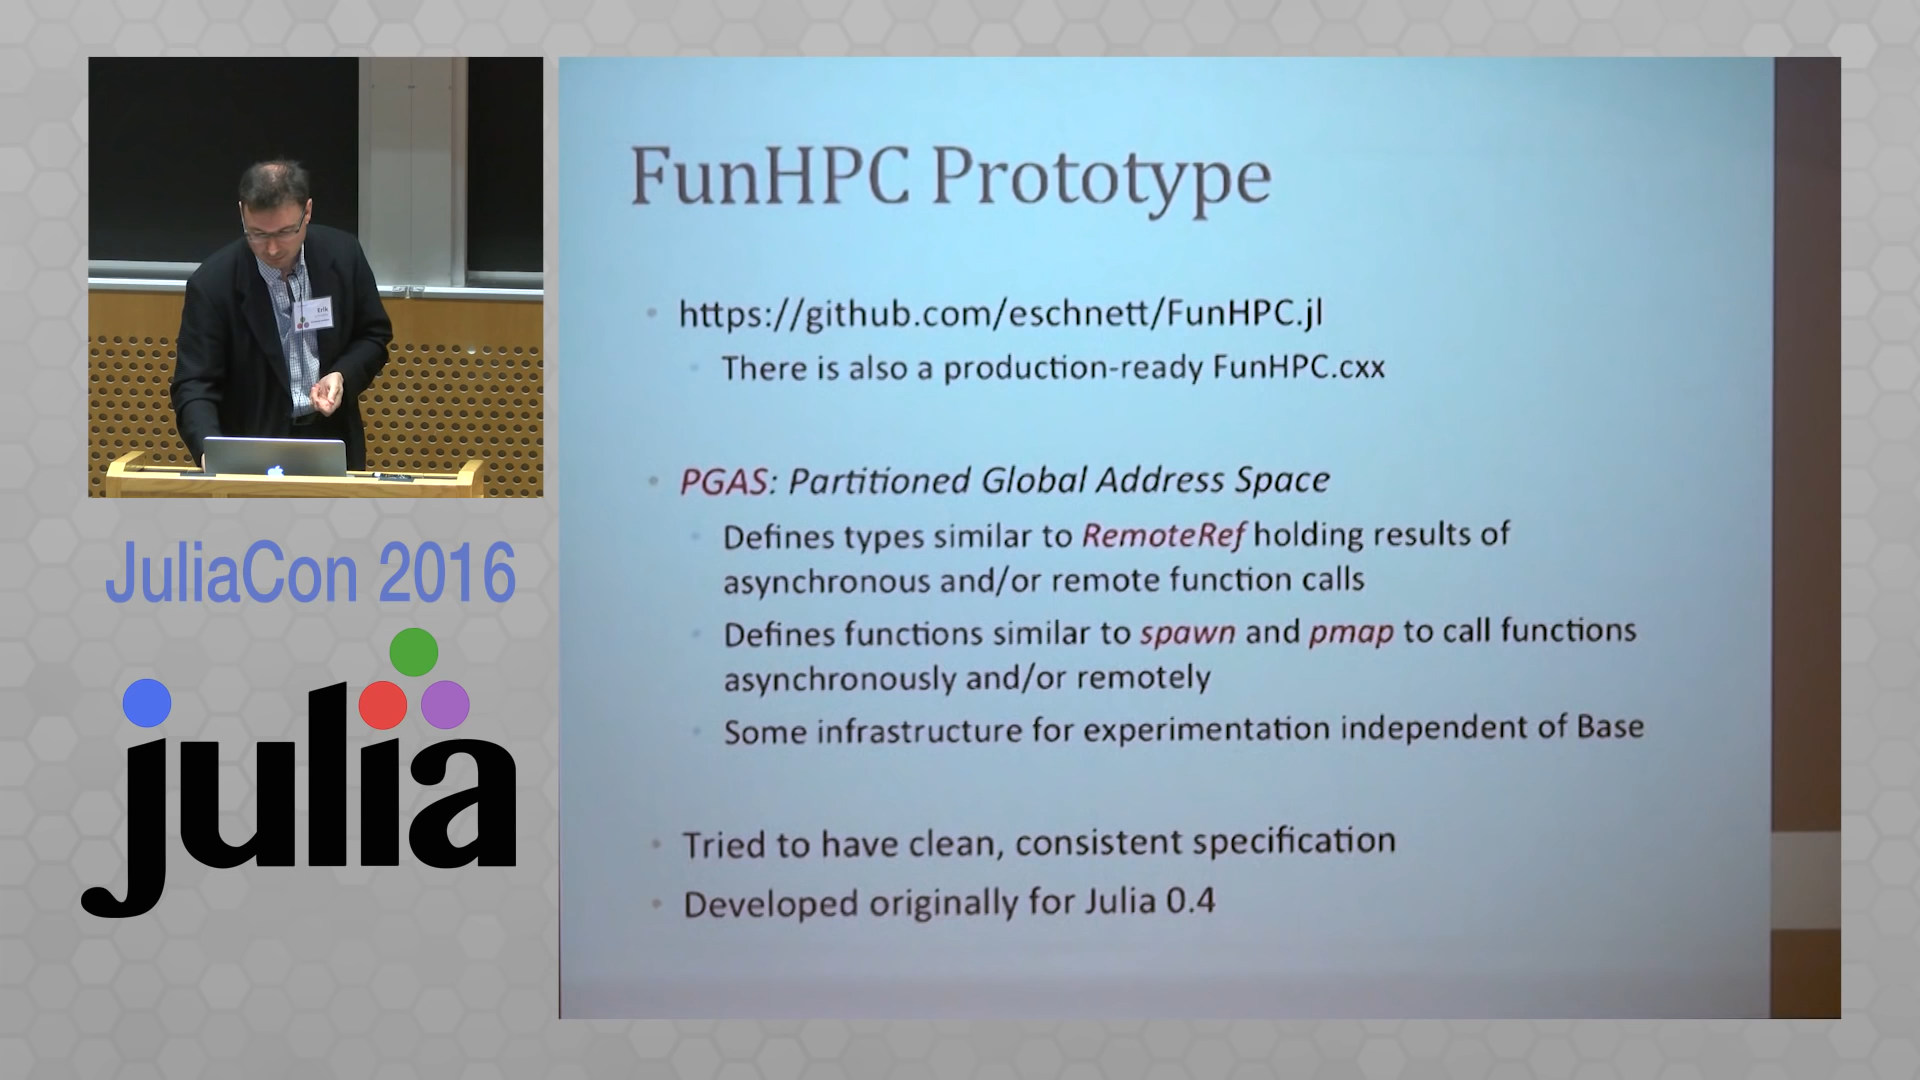 Erik
JuliaCon 2016
julia
FunHPC Prototype
https://github.com/eschnett/FunHPC.jl
There is also a production-ready FunHPC.cxx
PGAS: Partitioned Global Address Space
Defines types similar to RemoteRef holding results of
asynchronous and/or remote function calls
Defines functions similar to spawn and pmap to call functions
asynchronously and/or remotely
Some infrastructure for experimentation independent of Base
Tried to have clean, consistent specification
Developed originally for Julia 0.4